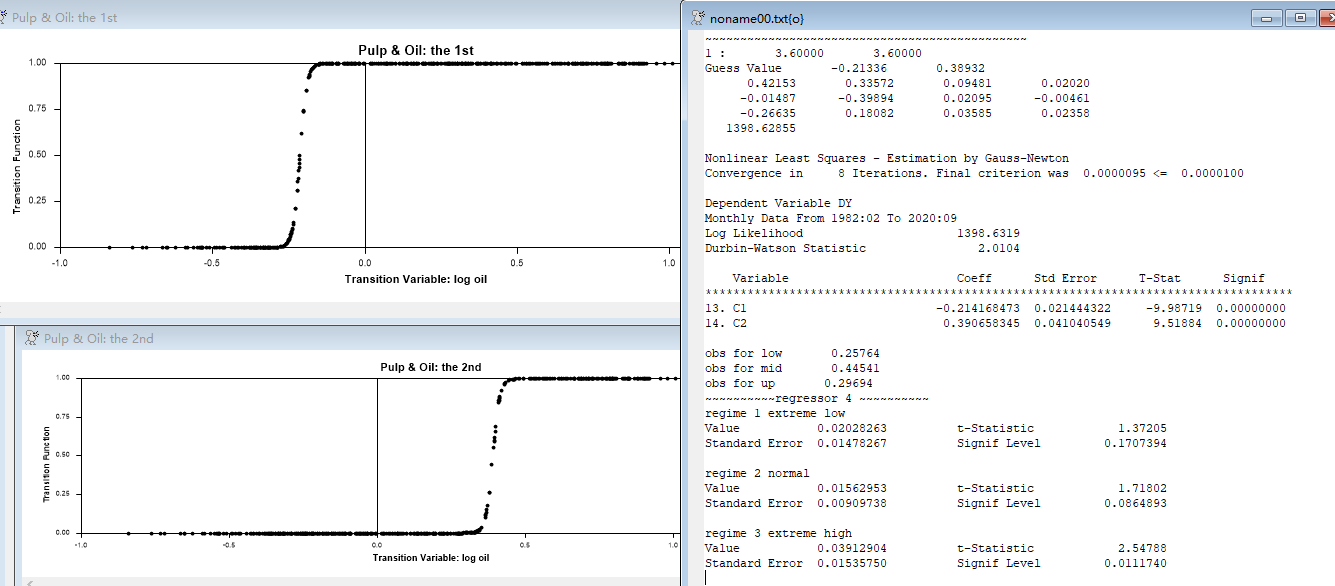 Pulp & Oil: the 1st
Pulp & Oil: the 1st
1.00
0.75
0.50
0.25
0.00
Transition Function
-1.0 -0.5 0.0 0.5 1.0
Transition Variable: log oil
Pulp & Oil: the 2nd
Pulp & Oil: the 2nd
1.00
0.75
0.50
0.25
0.00
Transition Function
-1.0 -0.5 0.0 0.5 1.0
Transition Variable: log oil
noname00.txt{o}
~~~~~~~~~~~~~~~~~~~~~~~~~~~~~~~~~~~~~~~~~~~~~~
1 : 3.60000 3.60000
Guess Value -0.21336 0.38932
0.42153 0.33572 0.09481 0.02020
-0.01487 -0.39894 0.02095 -0.00461
-0.26635 0.18082 0.03585 0.02358
1398.62855
Nonlinear Least Squares - Estimation by Gauss-Newton
Convergence in 8 Iterations. Final criterion was 0.0000095 <= 0.0000100
Dependent Variable DY
Monthly Data From 1982:02 To 2020:09
Log Likelihood 1398.6319
Durbin-Watson Statistic 2.0104
Variable Coeff Std Error T-Stat Signif
************************************************************************************
13. C1 -0.214168473 0.021444322 -9.98719 0.00000000
14. C2 0.390658345 0.041040549 9.51884 0.00000000
obs for low 0.25764
obs for mid 0.44541
obs for up 0.29694
~~~~~~~~~~regressor 4 ~~~~~~~~~~
regime 1 extreme low
Value 0.02028263 t-Statistic 1.37205
Standard Error 0.01478267 Signif Level 0.1707394
regime 2 normal
Value 0.01562953 t-Statistic 1.71802
Standard Error 0.00909738 Signif Level 0.0864893
regime 3 extreme high
Value 0.03912904 t-Statistic 2.54788
Standard Error 0.01535750 Signif Level 0.0111740